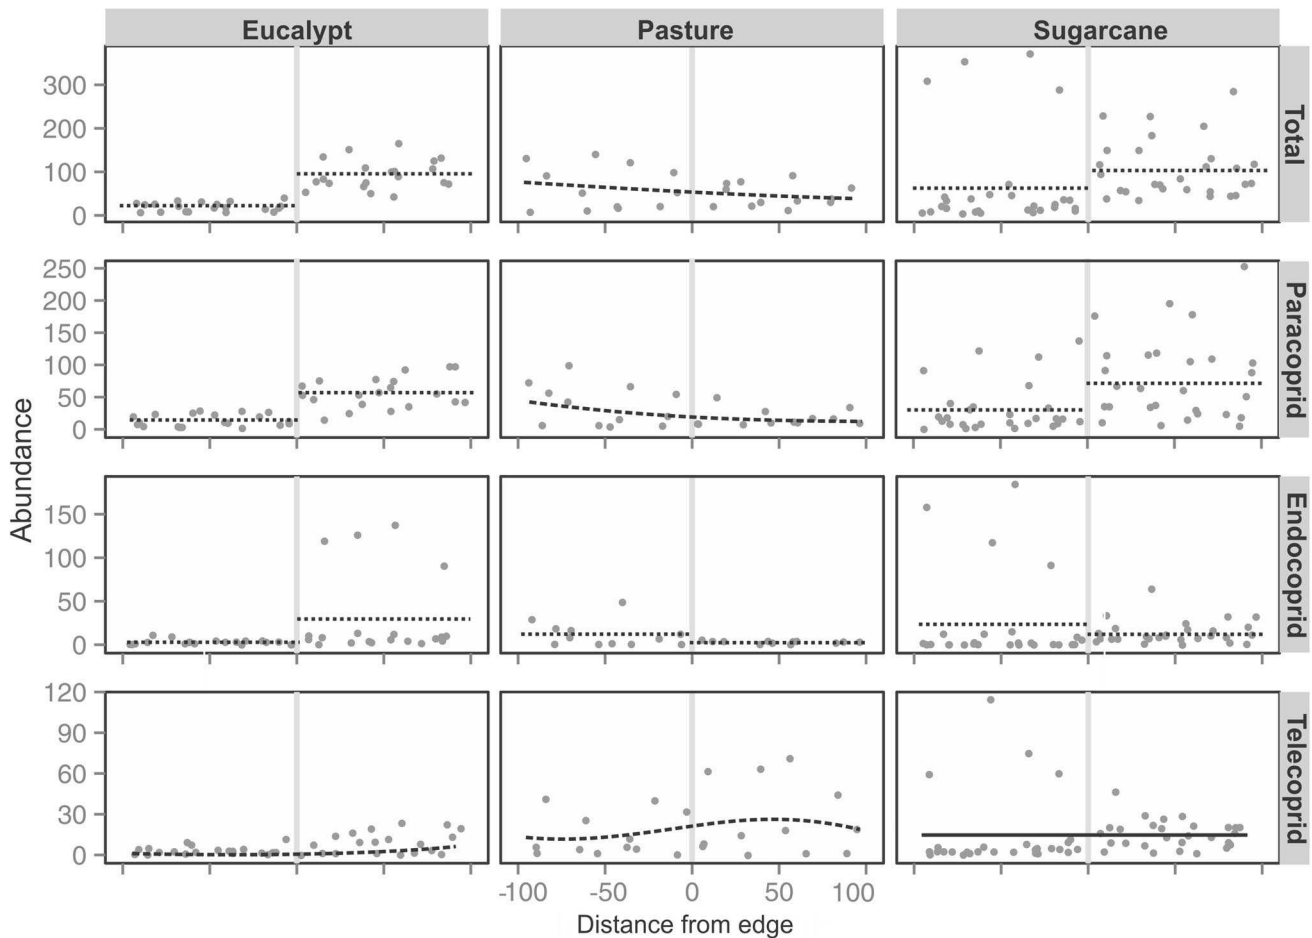 Eucalypt Pasture Sugarcane
300
200
100
0
Total
250
200
150
100
50
0
Paracoprid
150
100
50
0
Endocoprid
120
90
60
30
0
Telecoprid
Abundance
-100 -50 0 50 100
Distance from edge